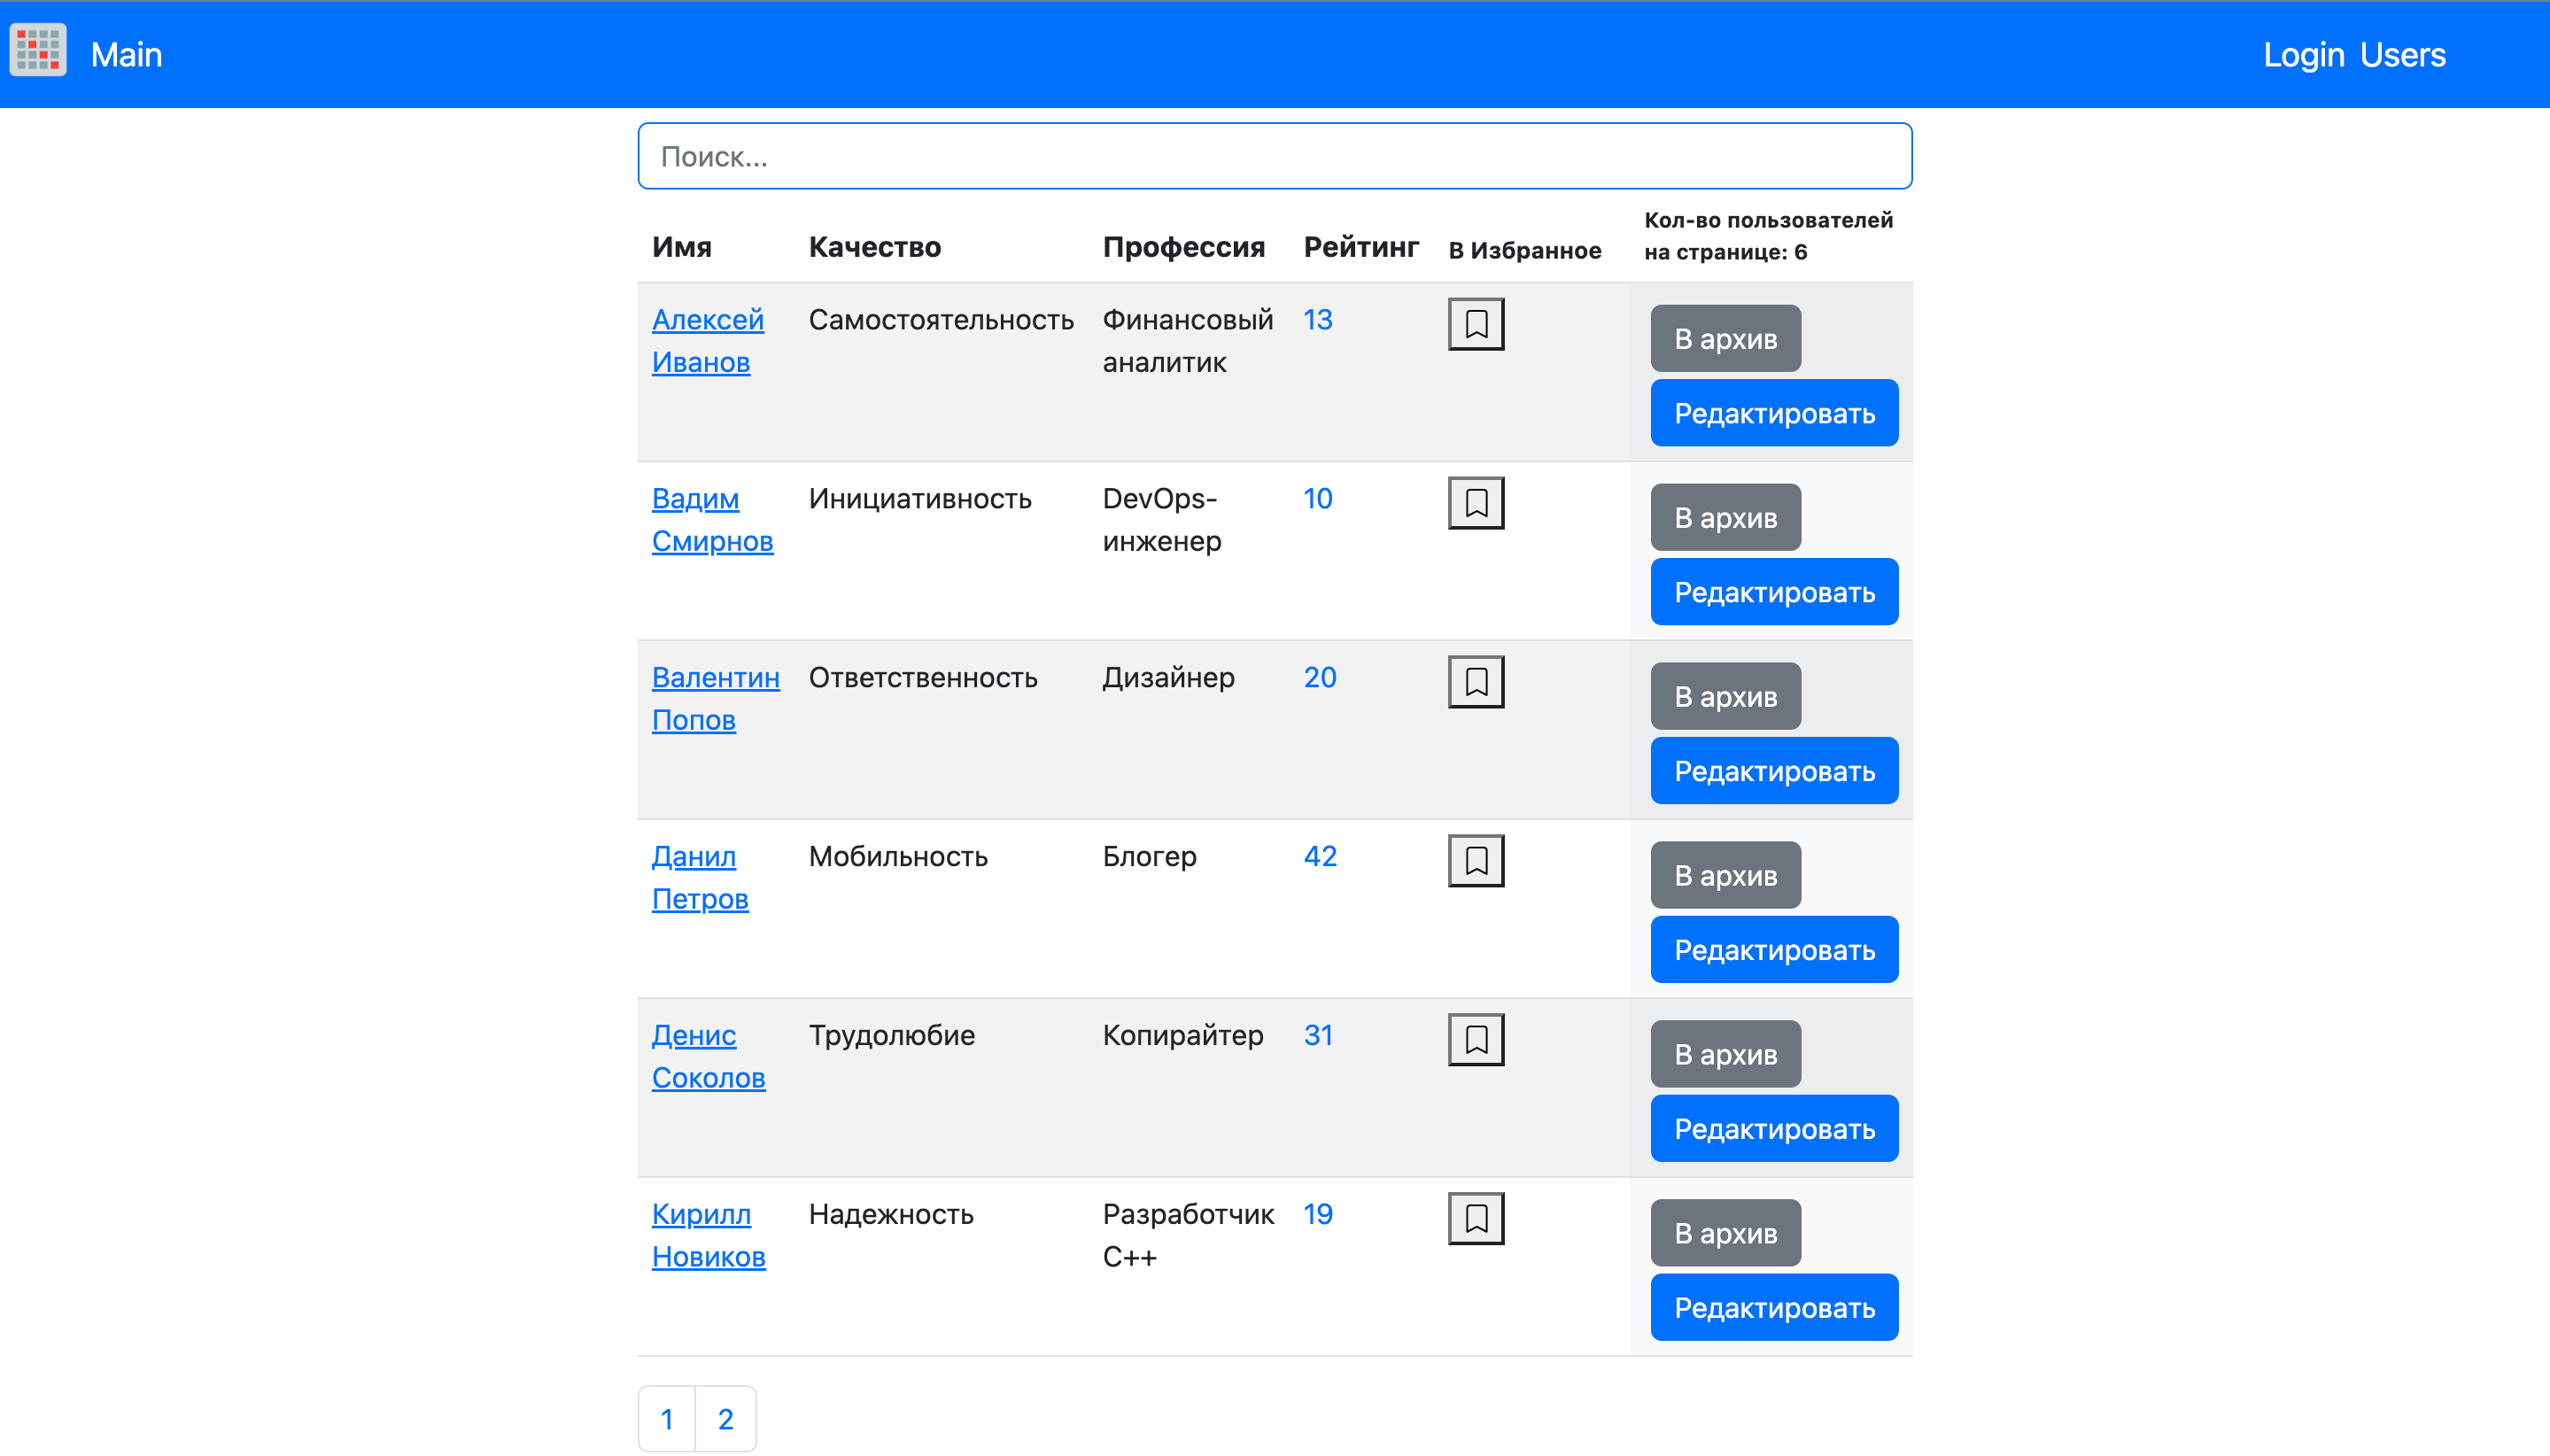 Main
Login Users
Поиск...
Имя Качество Профессия Рейтинг В Избранное Кол-во пользователей
на странице: 6
Алексей Самостоятельность Финансовый 13 В архив
Иванов аналитик
Редактировать
Вадим Инициативность DevOps- 10 В архив
Смирнов инженер
Редактировать
Валентин Ответственность Дизайнер 20 В архив
Попов
Редактировать
Данил Мобильность Блогер 42 В архив
Петров
Редактировать
Денис Трудолюбие Копирайтер 31 В архив
Соколов
Редактировать
Кирилл Надежность Разработчик 19 В архив
Новиков C++
Редактировать
1 2